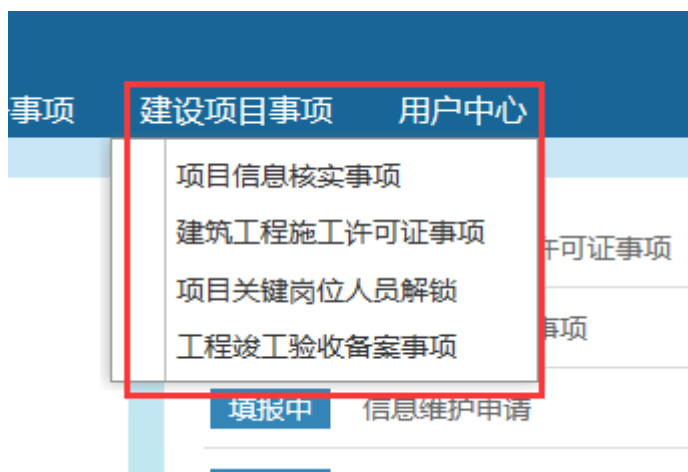 事项 建设项目事项 用户中心
项目信息核实事项
建筑工程施工许可证事项
许可证事项
项目关键岗位人员解锁
事项
工程竣工验收备案事项
填报中 信息维护申请